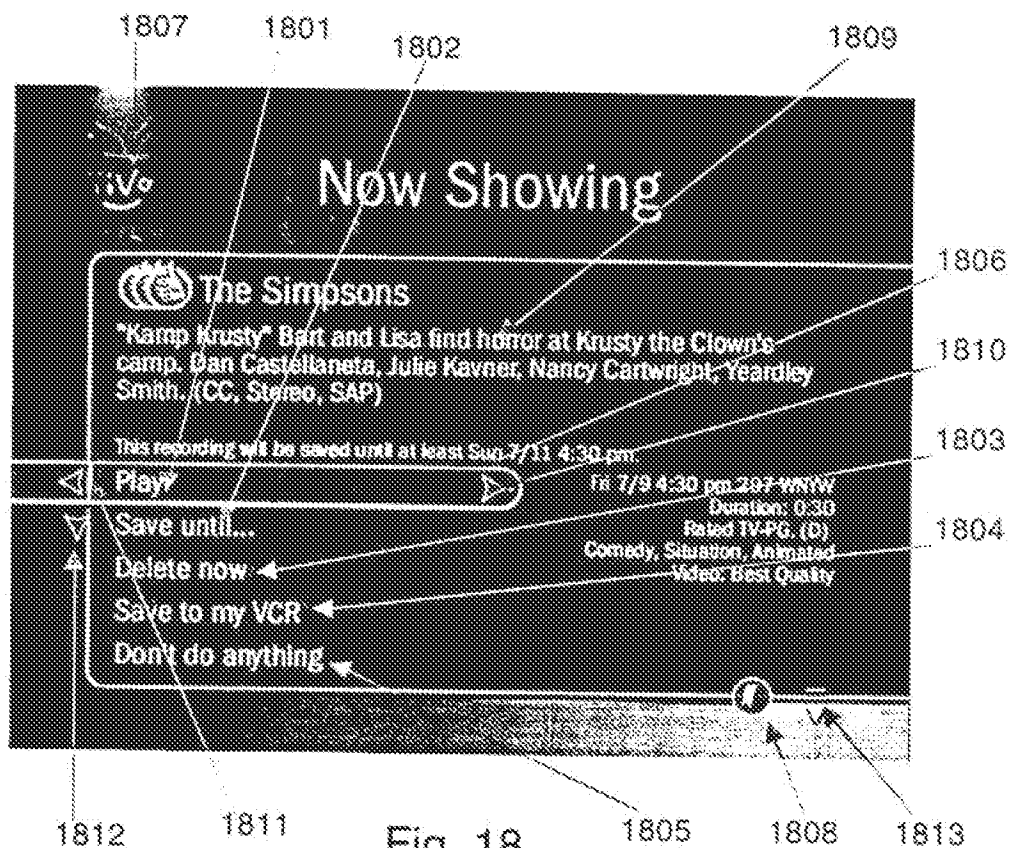 1807 1801 1802 1809
TiVo
Now Showing
The Simpsons
1806
"Kamp Krusty" Bart and Lisa find horror at Krusty the Clown's
camp. Dan Castellaneta, Julie Kavner, Nancy Cartwright, Yeardley
Smith. (CC, Stereo, SAP)
1810
This recording will be saved until at least Sun 7/11 4:30 pm
1803
Play
Fri 7/9 4:30 pm 207 WNYW
Duration: 0:30
Save until...
Rated TV-PG, (D)
1804
Comedy, Situation, Animated
Delete now
Video: Best Quality
Save to my VCR
Don't do anything
1812 1811 Fig. 18 1805 1808 1813